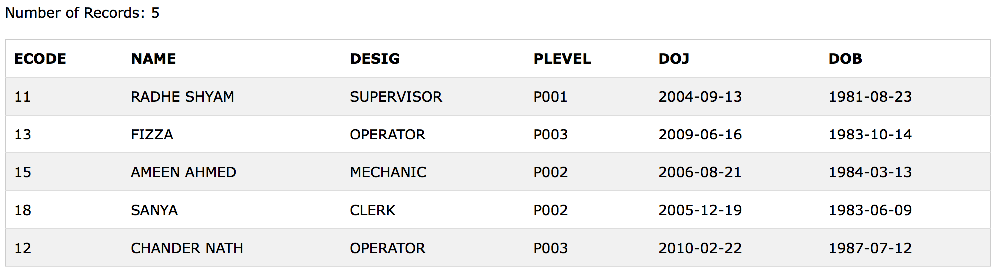 Number of Records: 5
ECODE NAME DESIG PLEVEL DOJ DOB
11 RADHE SHYAM SUPERVISOR P001 2004-09-13 1981-08-23
13 FIZZA OPERATOR P003 2009-06-16 1983-10-14
15 AMEEN AHMED MECHANIC P002 2006-08-21 1984-03-13
18 SANYA CLERK P002 2005-12-19 1983-06-09
12 CHANDER NATH OPERATOR P003 2010-02-22 1987-07-12